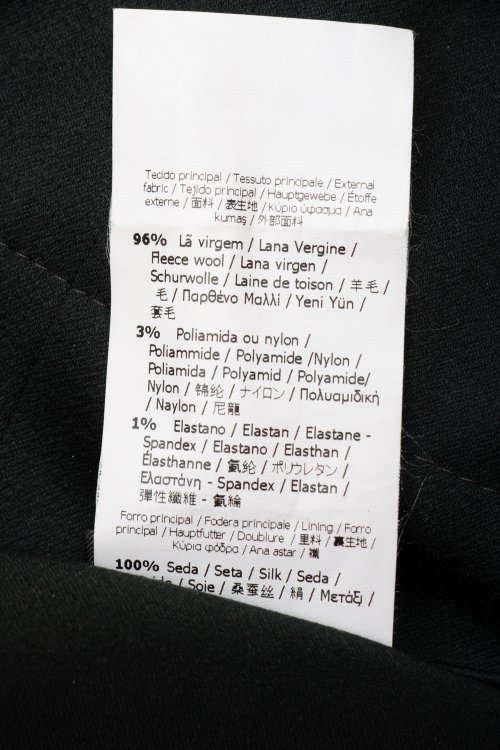 Tecido principal / Tessuto principale / External
fabric / Tejido principal / Hauptgewebe / Étoffe
externe / 面料 / 表生地 / Κύριο ύφασμα / Ana
kumaş / 外部面料
96% Lã virgem / Lana Vergine /
Fleece wool / Lana virgen /
Schurwolle / Laine de toison / 羊毛 /
毛 / Παρθένο Μαλλί / Yeni Yün /
套毛
3% Poliamida ou nylon /
Poliammide / Polyamide /Nylon /
Poliamida / Polyamid / Polyamide/
Nylon / 锦纶 / ナイロン / Πολυαμιδική
/ Naylon / 尼龍
1% Elastano / Elastan / Elastane -
Spandex / Elastano / Elasthan /
Élasthanne / 氨纶 / ポリウレタン /
Ελαστάνη - Spandex / Elastan /
彈性纖維 - 氨綸
Forro principal / Fodera principale / Lining / Forro
principal / Hauptfutter / Doublure / 里料 / 裏生地 /
Κύρια φόδρα / Ana astar / 襯
100% Seda / Seta / Silk / Seda /
/ Soie / 桑蚕丝 / 絹 / Μετάξι /